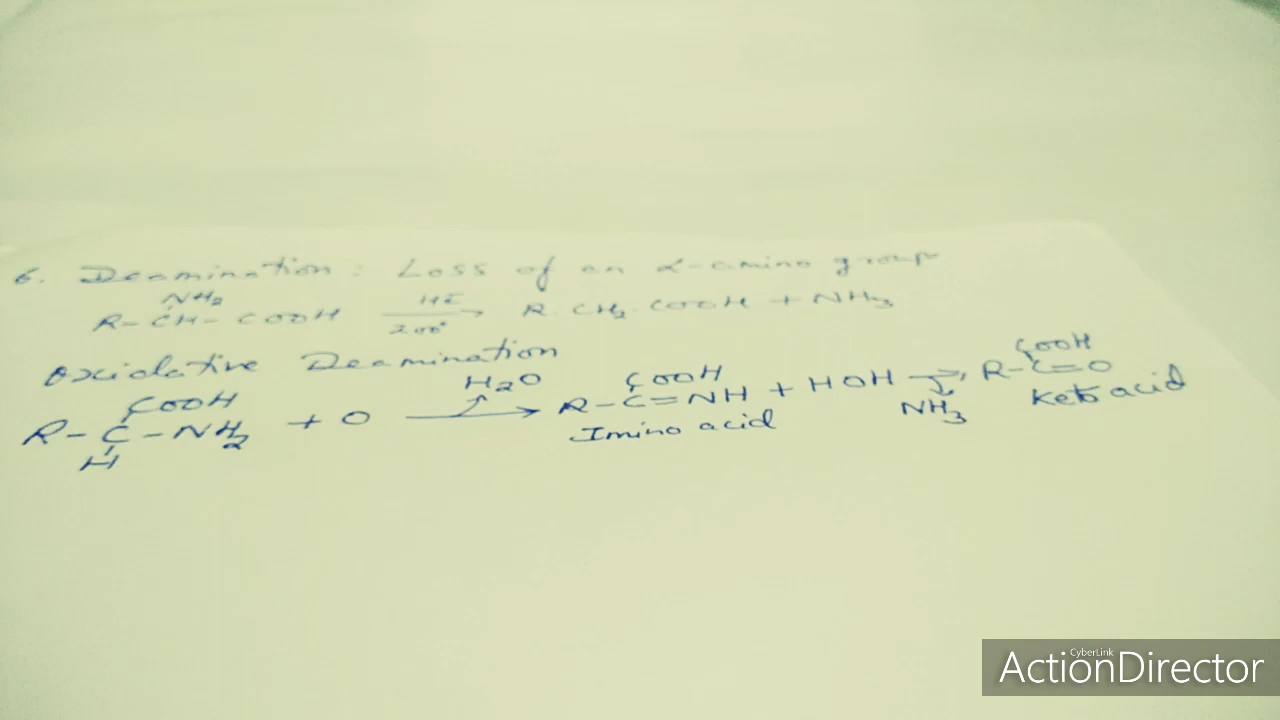 6. Deamination : Loss of an α-amino group
NH₂
R-CH-COOH HI 200° → R.CH₂.COOH + NH₃
Oxidative Deamination
COOH H₂O COOH COOH
R-C-NH₂ + O → R-C=NH + HOH → R-C=O
H Imino acid NH₃ Keto acid
CyberLink
ActionDirector